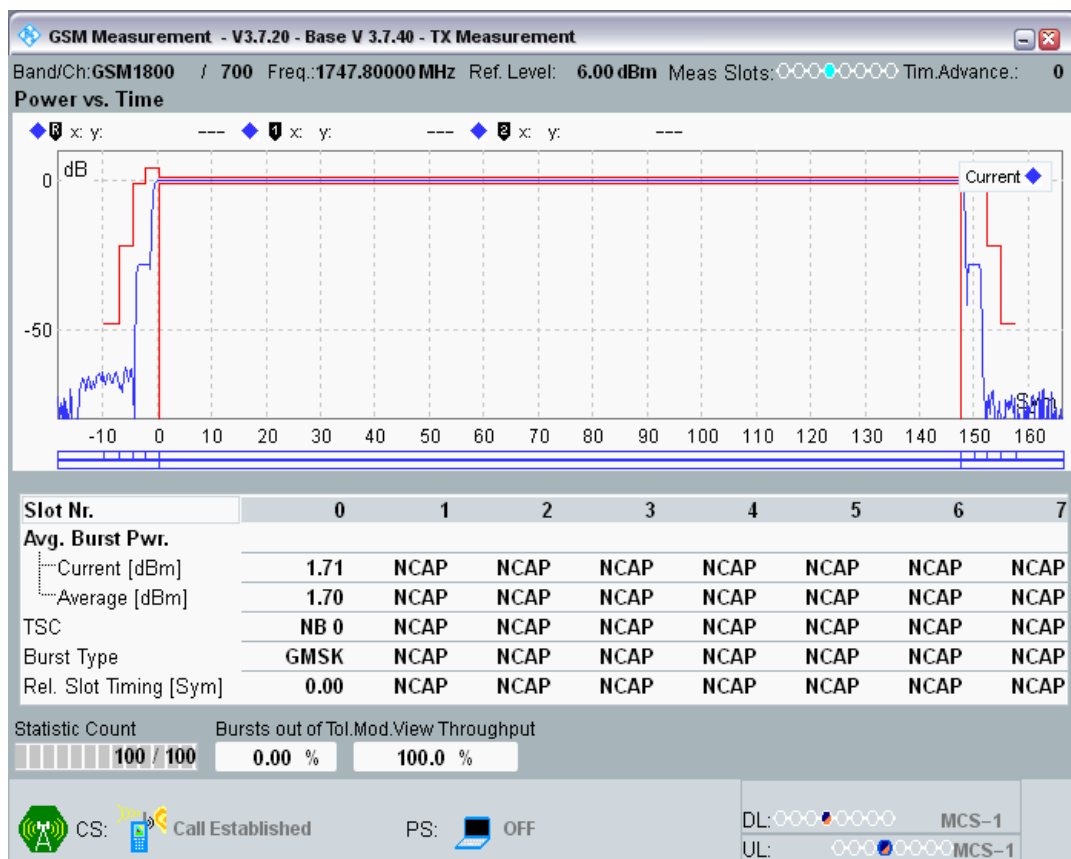 GSM Measurement - V3.7.20 - Base V 3.7.40 - TX Measurement
Band/Ch:GSM1800 / 700 Freq.:1747.80000 MHz Ref. Level: 6.00 dBm Meas Slots: Tim.Advance.: 0
Power vs. Time
R x: y: --- 1 x: y: --- 2 x: y: ---
dB
Current
0
-50
Sym
-10 0 10 20 30 40 50 60 70 80 90 100 110 120 130 140 150 160
Slot Nr. 0 1 2 3 4 5 6 7
Avg. Burst Pwr.
Current [dBm] 1.71 NCAP NCAP NCAP NCAP NCAP NCAP NCAP
Average [dBm] 1.70 NCAP NCAP NCAP NCAP NCAP NCAP NCAP
TSC NB 0 NCAP NCAP NCAP NCAP NCAP NCAP NCAP
Burst Type GMSK NCAP NCAP NCAP NCAP NCAP NCAP NCAP
Rel. Slot Timing [Sym] 0.00 NCAP NCAP NCAP NCAP NCAP NCAP NCAP
Statistic Count Bursts out of Tol.Mod.View Throughput
100 / 100 0.00 % 100.0 %
CS: Call Established PS: OFF DL: MCS-1
UL: MCS-1